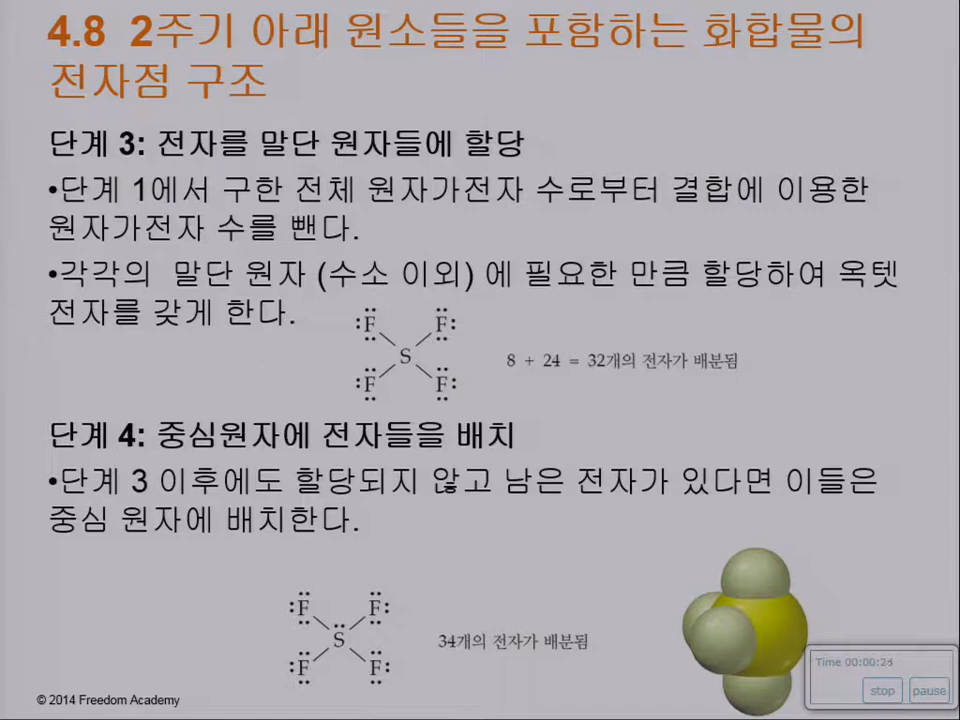 4.8 2주기 아래 원소들을 포함하는 화합물의
전자점 구조
단계 3: 전자를 말단 원자들에 할당
•단계 1에서 구한 전체 원자가전자 수로부터 결합에 이용한
원자가전자 수를 뺀다.
•각각의 말단 원자 (수소 이외) 에 필요한 만큼 할당하여 옥텟
전자를 갖게 한다.
F F
S
F F
8 + 24 = 32개의 전자가 배분됨
단계 4: 중심원자에 전자들을 배치
•단계 3 이후에도 할당되지 않고 남은 전자가 있다면 이들은
중심 원자에 배치한다.
F F
S
F F
34개의 전자가 배분됨
Time 00:00:26
stop pause
© 2014 Freedom Academy